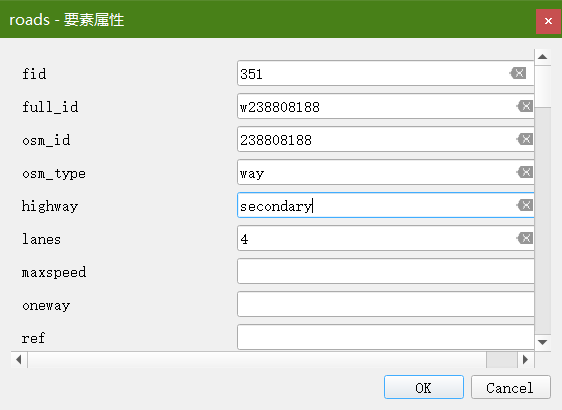 roads - 要素属性
fid 351
full_id w238808188
osm_id 238808188
osm_type way
highway secondary
lanes 4
maxspeed
oneway
ref
OK Cancel